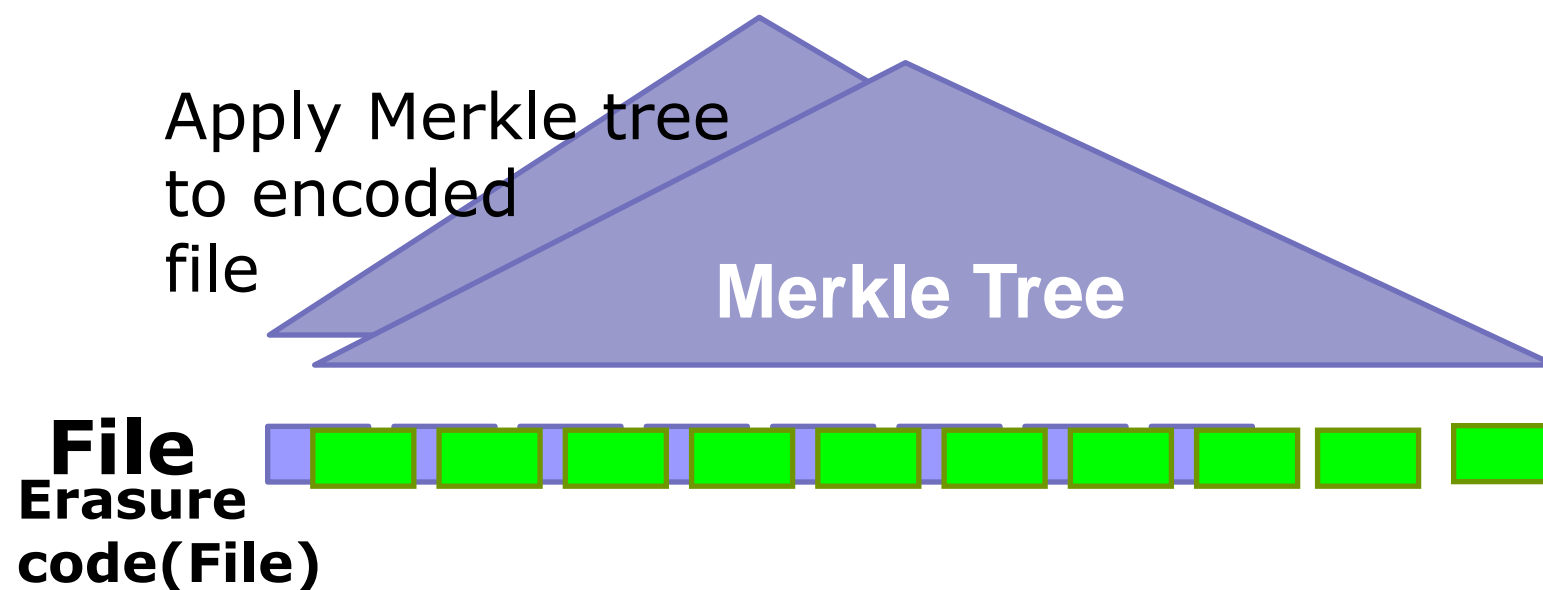 Apply Merkle tree
to encoded
file
Merkle Tree
File
Erasure
code(File)